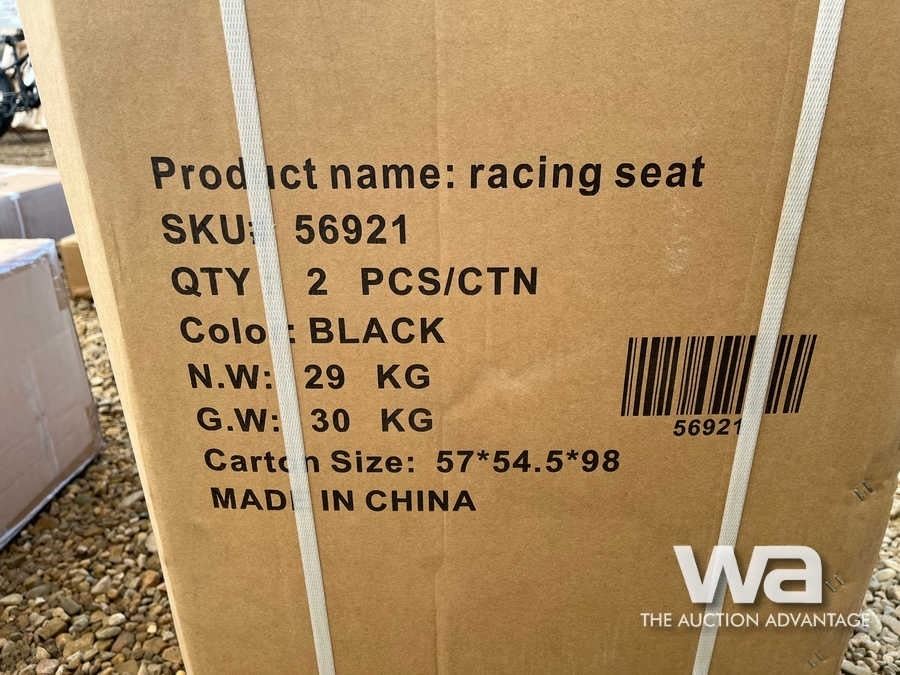 Product name: racing seat
SKU: 56921
QTY 2 PCS/CTN
Color: BLACK
N.W: 29 KG
G.W: 30 KG
Carton Size: 57*54.5*98
MADE IN CHINA
56921
wa
THE AUCTION ADVANTAGE